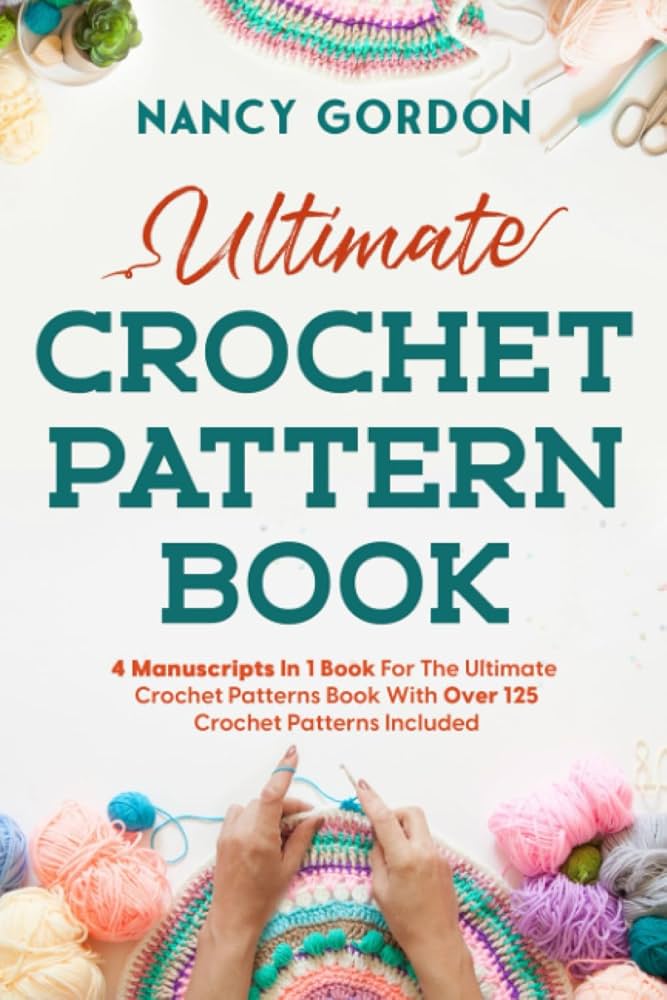 NANCY GORDON
Ultimate
CROCHET
PATTERN
BOOK
4 Manuscripts In 1 Book For The Ultimate
Crochet Patterns Book With Over 125
Crochet Patterns Included